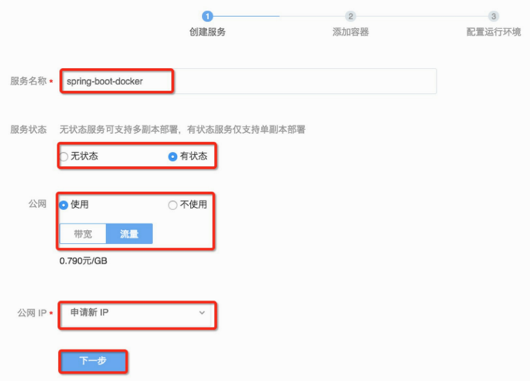 1 2 3
创建服务 添加容器 配置运行环境
服务名称 * spring-boot-docker
服务状态 无状态服务可支持多副本部署，有状态服务仅支持单副本部署
无状态 有状态
公网 使用 不使用
带宽 流量
0.790元/GB
公网 IP * 申请新 IP
下一步